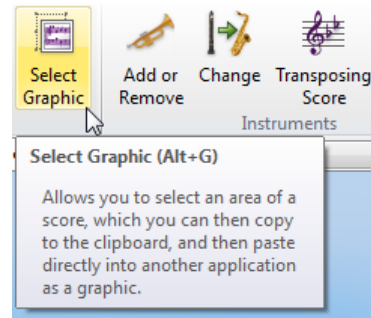 Select Graphic
Add or Remove
Change
Transposing Score
Instruments
Select Graphic (Alt+G)
Allows you to select an area of a
score, which you can then copy
to the clipboard, and then paste
directly into another application
as a graphic.